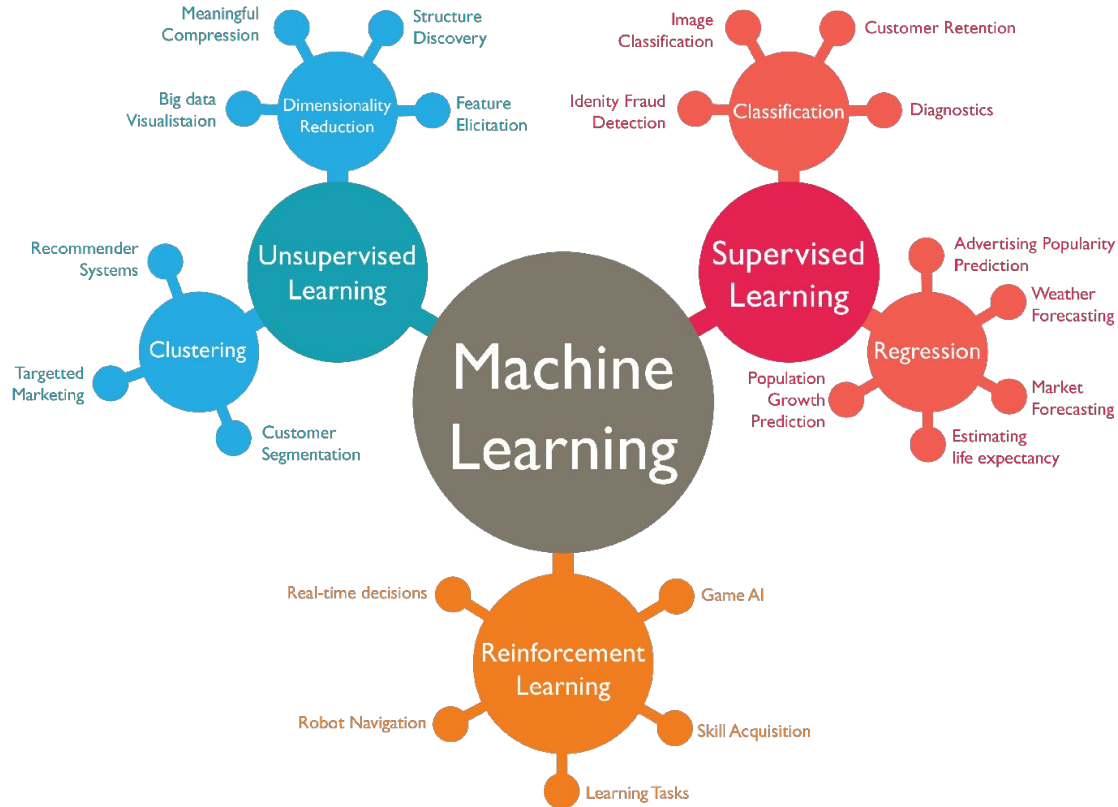 Meaningful
Compression
Structure
Discovery
Big data
Visualistaion
Dimensionality
Reduction
Feature
Elicitation
Unsupervised
Learning
Recommender
Systems
Clustering
Targetted
Marketing
Customer
Segmentation
Machine
Learning
Image
Classification
Customer Retention
Idenity Fraud
Detection
Classification
Diagnostics
Supervised
Learning
Advertising Popularity
Prediction
Weather
Forecasting
Regression
Population
Growth
Prediction
Market
Forecasting
Estimating
life expectancy
Real-time decisions
Game AI
Reinforcement
Learning
Robot Navigation
Skill Acquisition
Learning Tasks